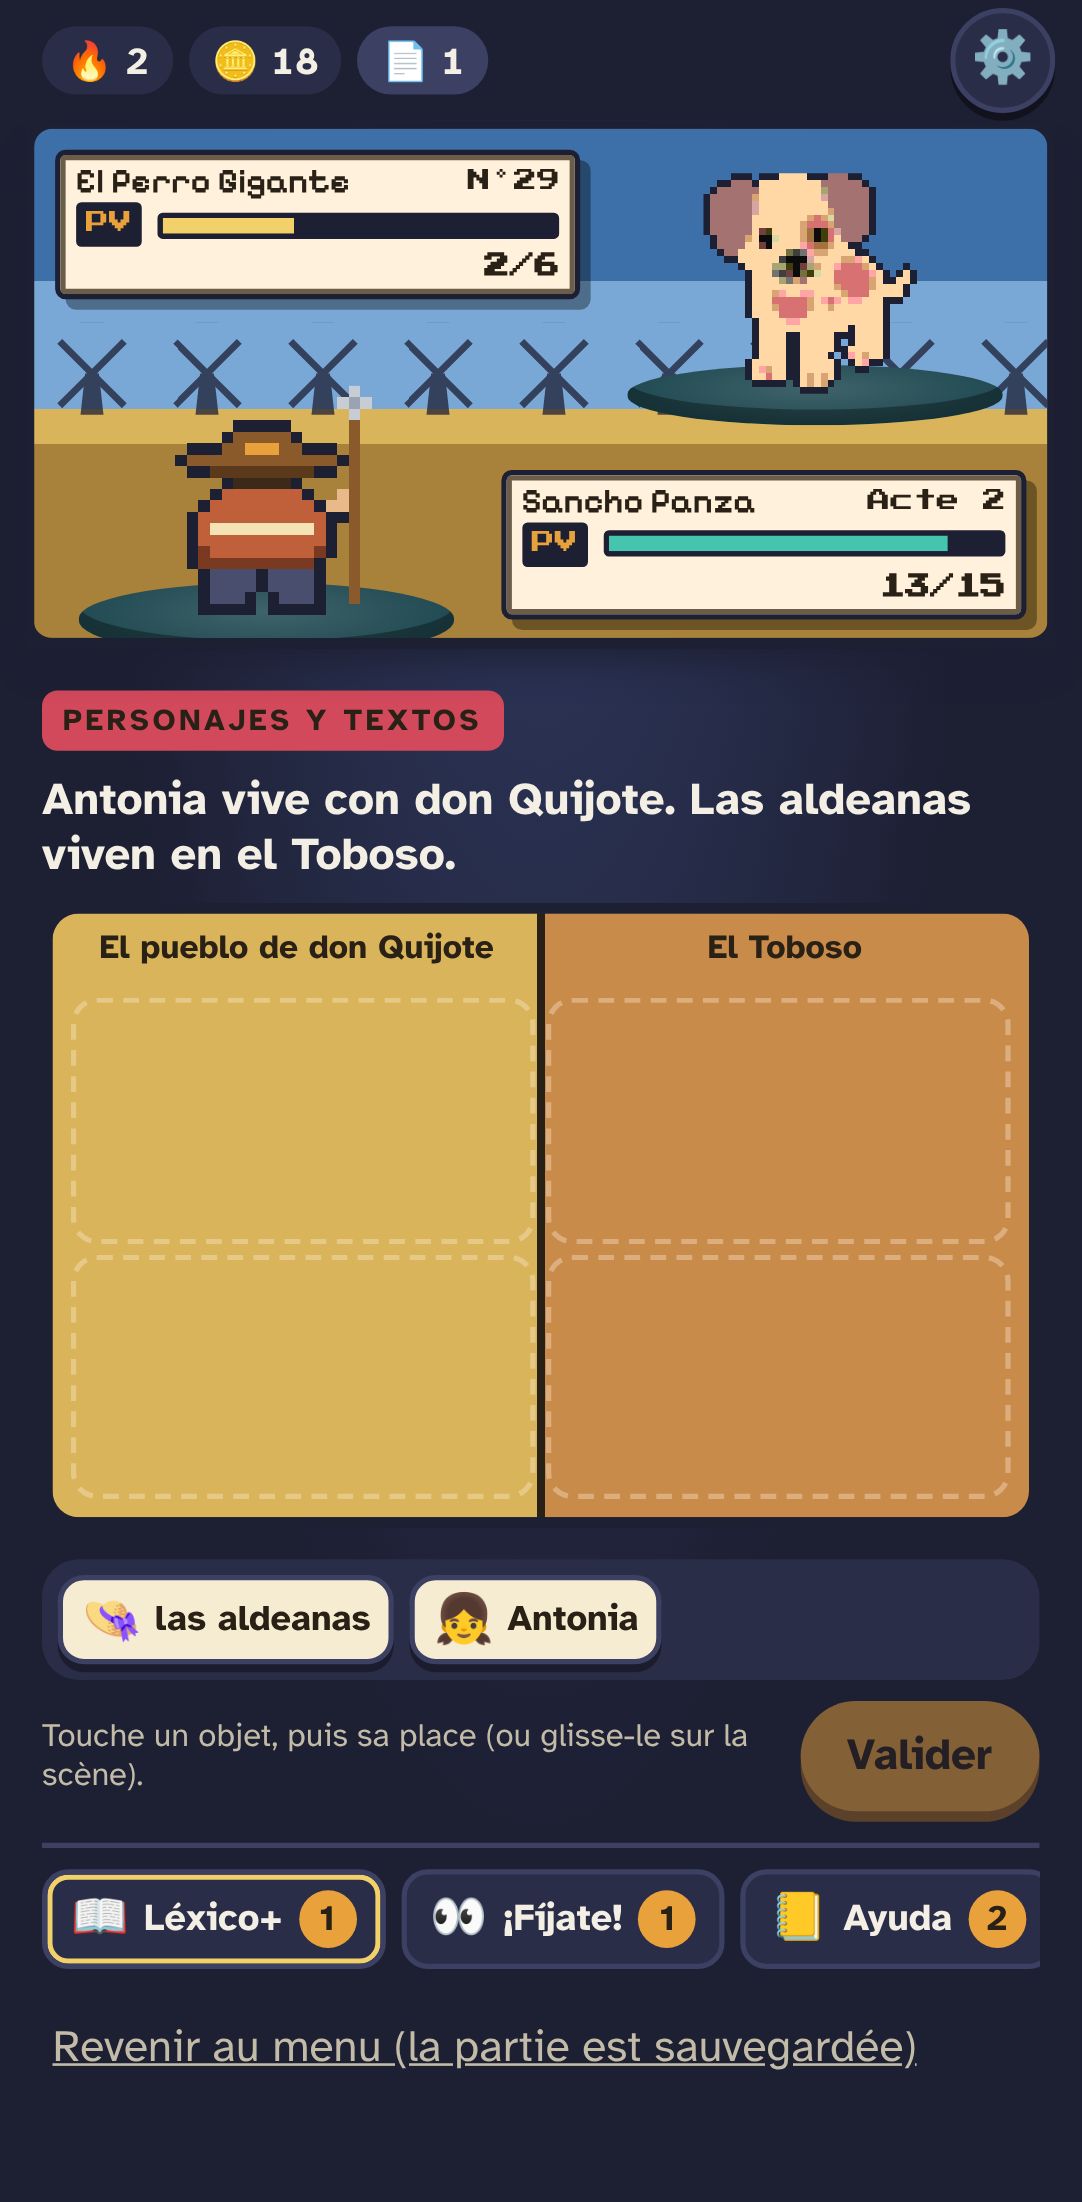 2
18
1
El Perro Gigante N°29
PV
2/6
Sancho Panza Acte 2
PV
13/15
PERSONAJES Y TEXTOS
Antonia vive con don Quijote. Las aldeanas
viven en el Toboso.
El pueblo de don Quijote
El Toboso
las aldeanas
Antonia
Touche un objet, puis sa place (ou glisse-le sur la
scène).
Valider
Léxico+ 1
¡Fíjate! 1
Ayuda 2
Revenir au menu (la partie est sauvegardée)